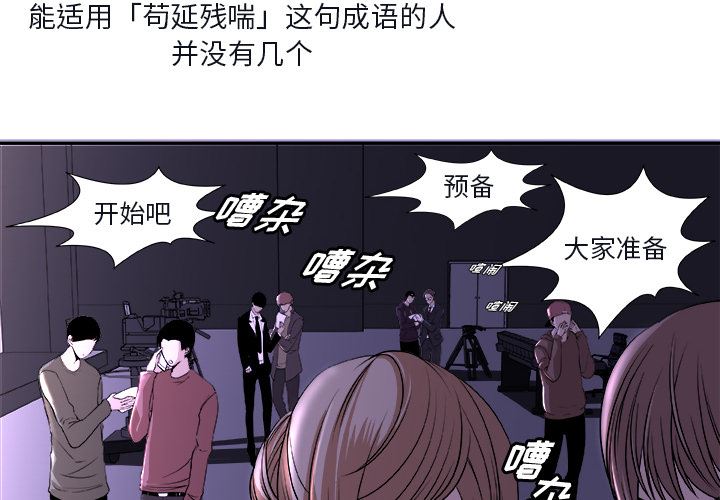 能适用「苟延残喘」这句成语的人
并没有几个
开始吧
嘈杂
预备
大家准备
嘈杂
喧闹
喧闹
嘈杂